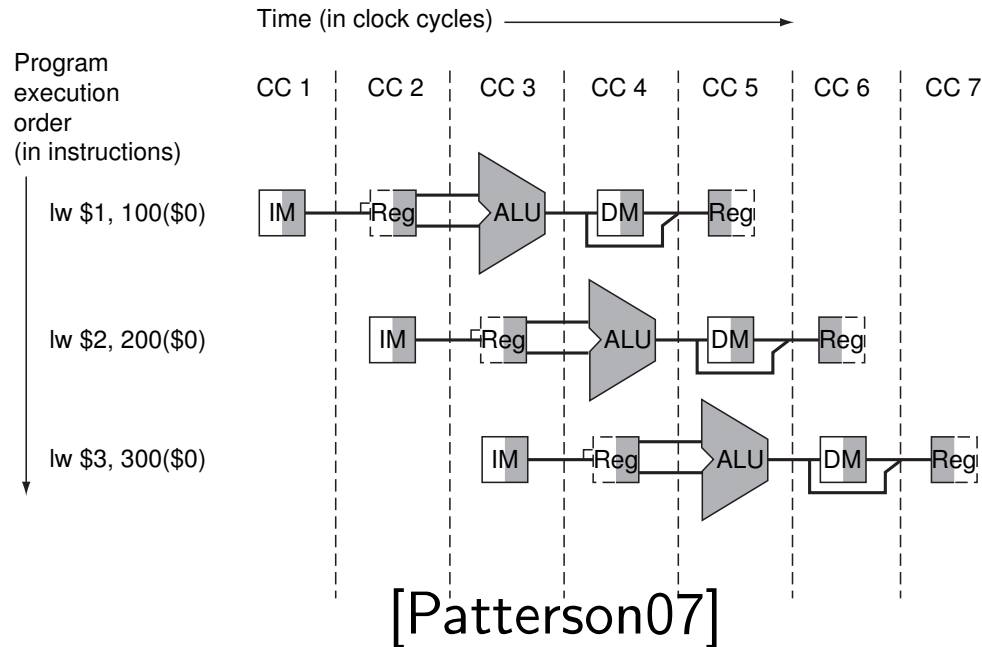 Time (in clock cycles)
Program
execution
order
(in instructions)
CC 1 CC 2 CC 3 CC 4 CC 5 CC 6 CC 7
lw $1, 100($0) IM Reg ALU DM Reg
lw $2, 200($0) IM Reg ALU DM Reg
lw $3, 300($0) IM Reg ALU DM Reg
[Patterson07]